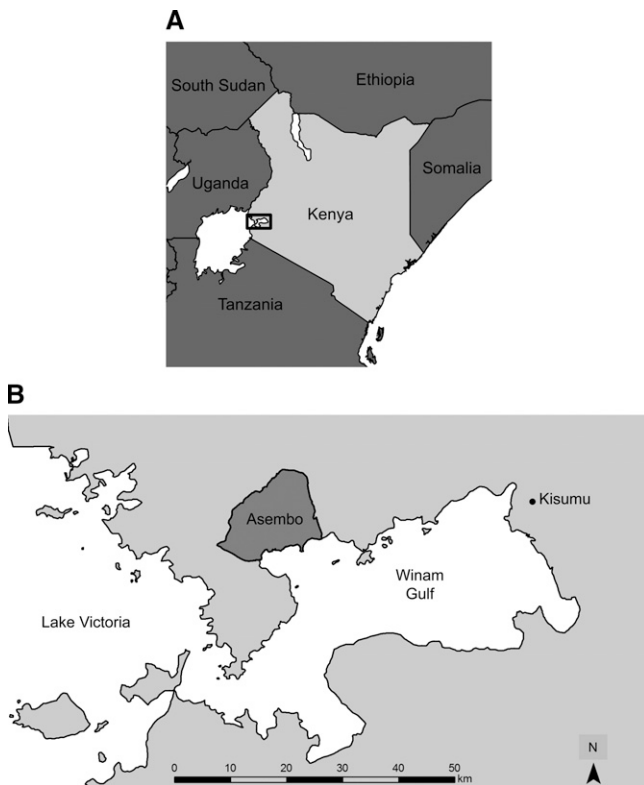 A
South Sudan
Ethiopia
Somalia
Uganda
Kenya
Tanzania
B
Kisumu
Asembo
Winam
Gulf
Lake Victoria
N
0 10 20 30 40 50
km